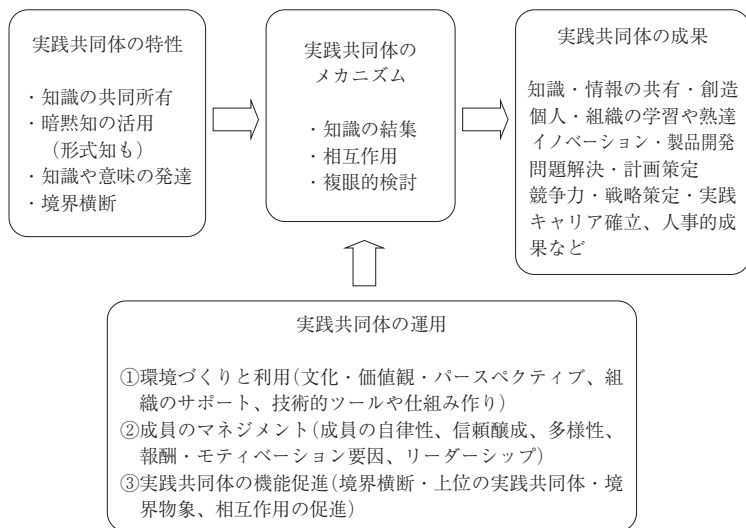 実践共同体の特性
・知識の共同所有
・暗黙知の活用
（形式知も）
・知識や意味の発達
・境界横断
実践共同体の
メカニズム
・知識の結集
・相互作用
・複眼的検討
実践共同体の成果
知識・情報の共有・創造
個人・組織の学習や熟達
イノベーション・製品開発
問題解決・計画策定
競争力・戦略策定・実践
キャリア確立、人事的成
果など
実践共同体の運用
①環境づくりと利用(文化・価値観・パースペクティブ、組
織のサポート、技術的ツールや仕組み作り)
②成員のマネジメント(成員の自律性、信頼醸成、多様性、
報酬・モティベーション要因、リーダーシップ)
③実践共同体の機能促進(境界横断・上位の実践共同体・境
界物象、相互作用の促進)